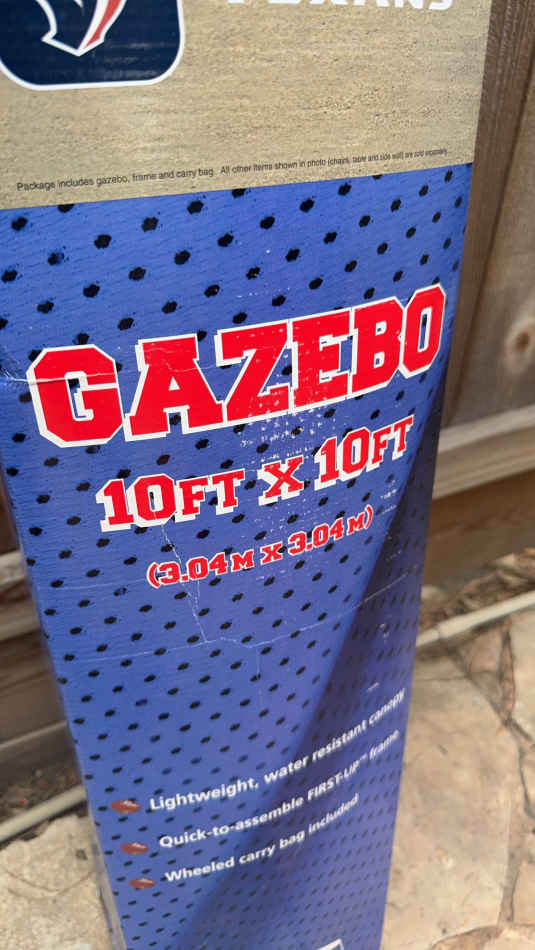 TEXANS
Package includes gazebo, frame and carry bag. All other items shown in photo (chairs, table and side wall) are sold separately.
GAZEBO
10FT X 10FT
(3.04M X 3.04M)
Lightweight, water resistant canopy
Quick-to-assemble FIRST-UP™ frame
Wheeled carry bag included